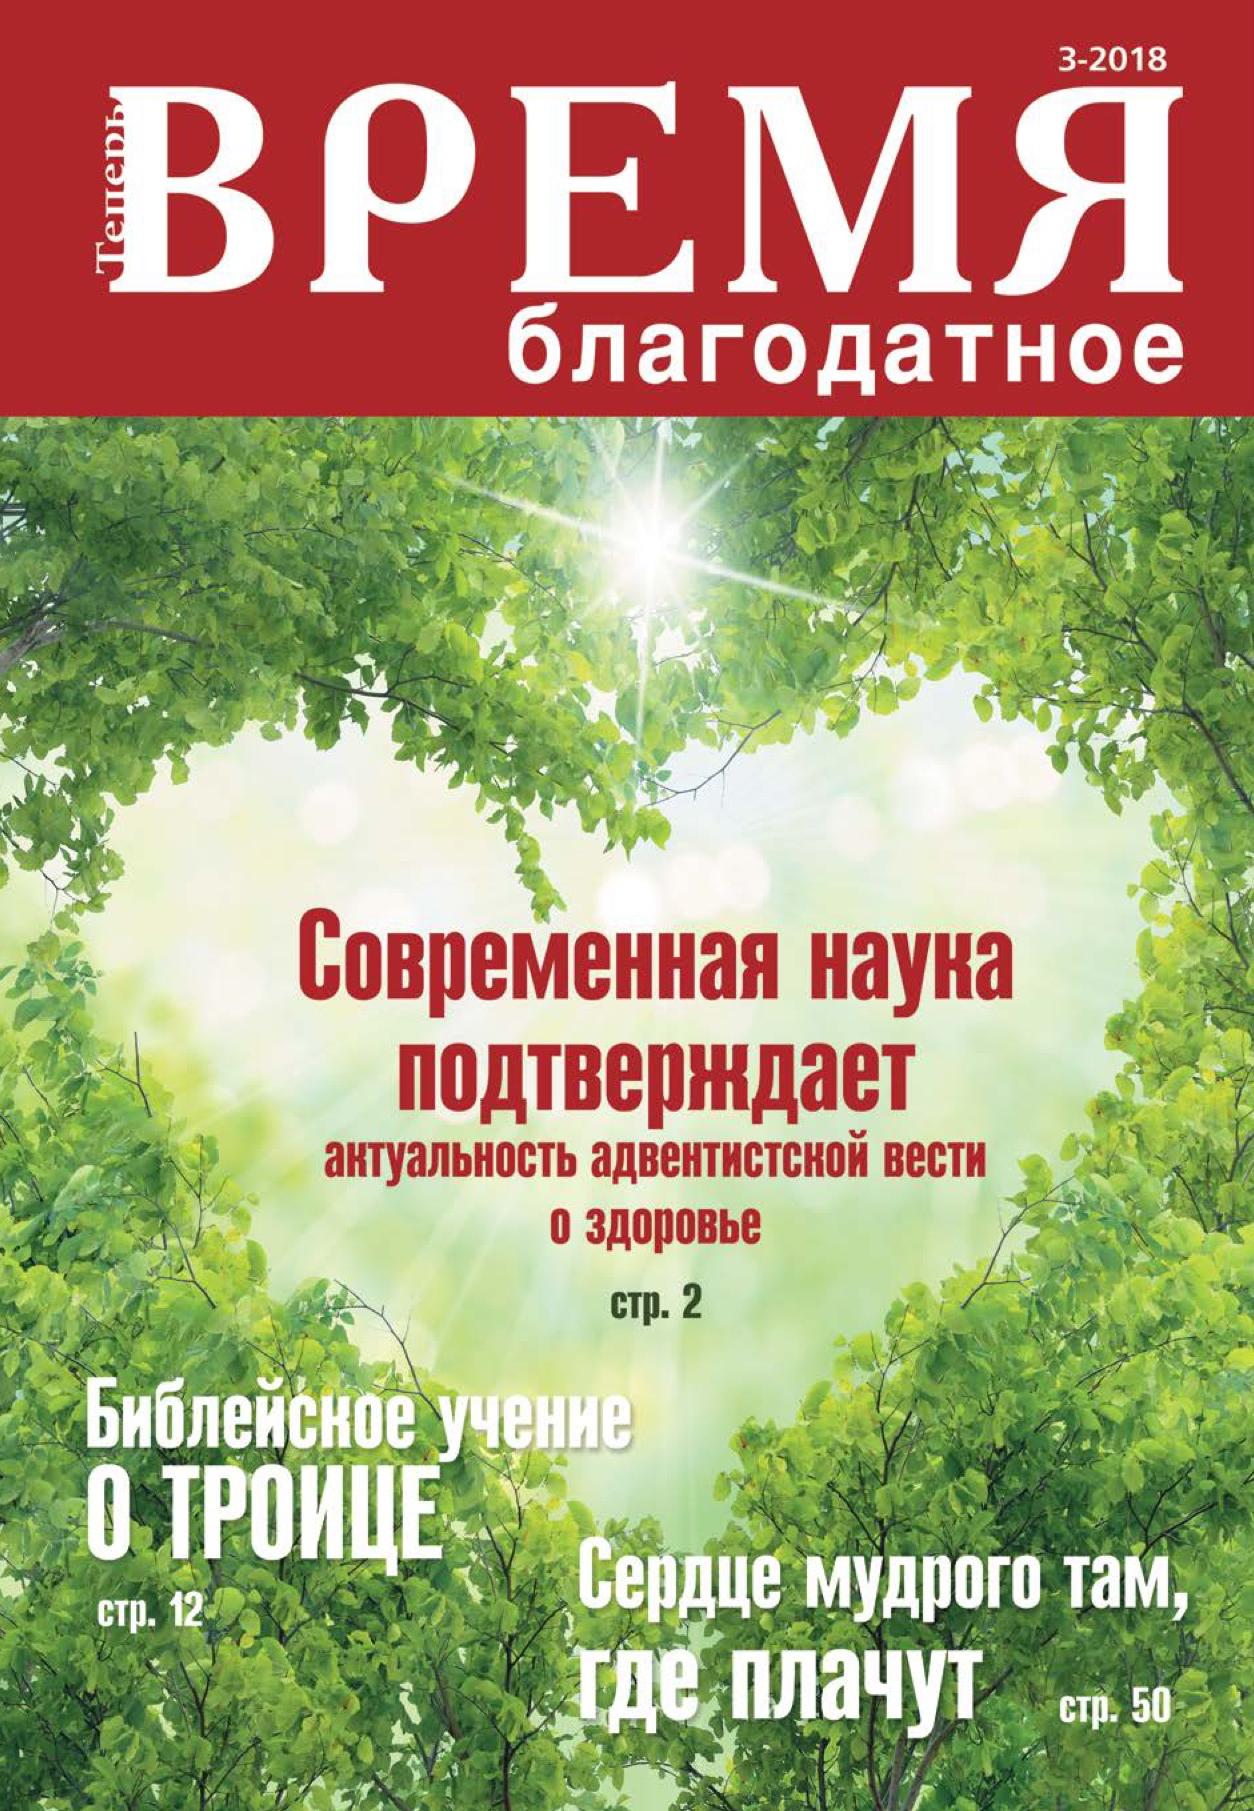 3-2018
Теперь
ВРЕМЯ
благодатное
Современная наука
подтверждает
актуальность адвентистской вести
о здоровье
стр. 2
Библейское учение
О ТРОИЦЕ
стр. 12
Сердце мудрого там,
где плачут
стр. 50